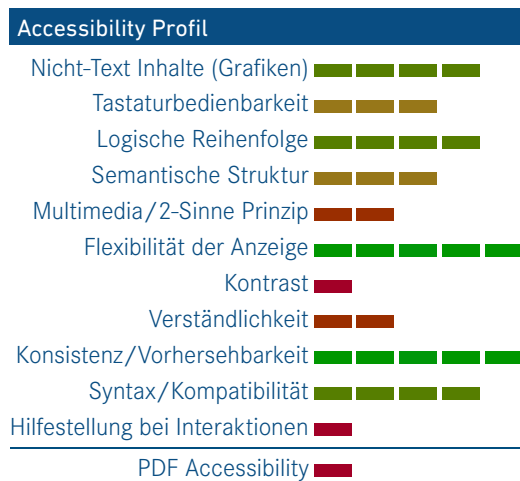 Accessibility Profil
Nicht-Text Inhalte (Grafiken)
Tastaturbedienbarkeit
Logische Reihenfolge
Semantische Struktur
Multimedia/2-Sinne Prinzip
Flexibilität der Anzeige
Kontrast
Verständlichkeit
Konsistenz/Vorhersehbarkeit
Syntax/Kompatibilität
Hilfestellung bei Interaktionen
PDF Accessibility